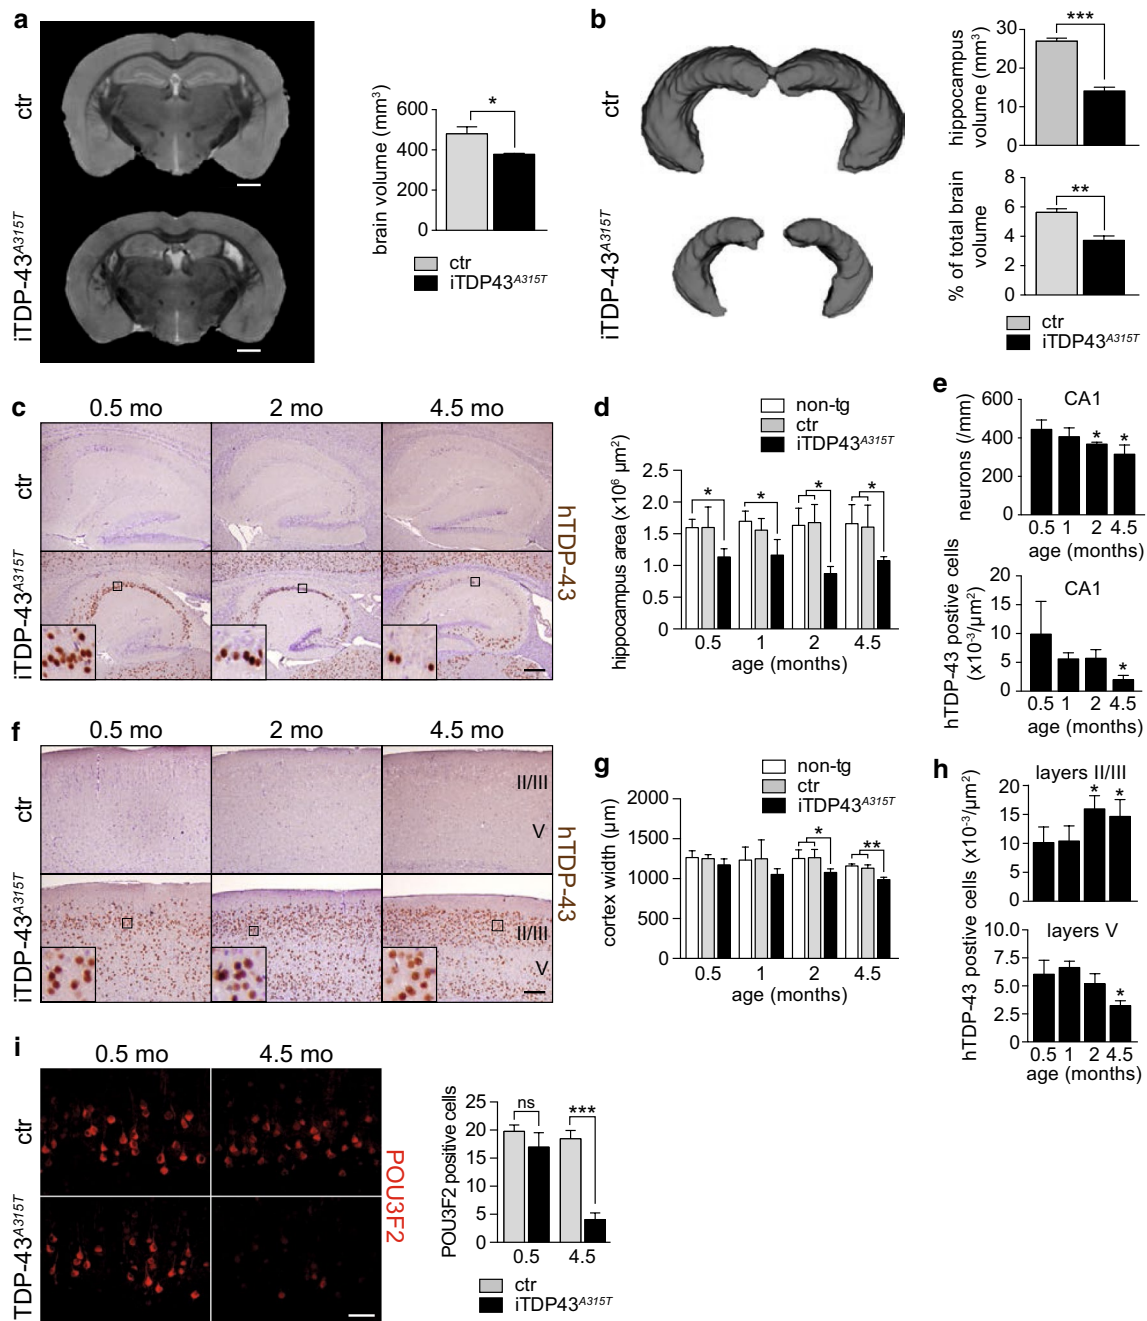 a
ctr
iTDP-43A315T
brain volume (mm3)
600
400
200
0
*
ctr
iTDP43A315T
b
ctr
iTDP-43A315T
hippocampus
volume (mm3)
30
20
10
0
***
% of total brain
volume
8
6
4
2
0
**
ctr
iTDP43A315T
c
0.5 mo
2 mo
4.5 mo
ctr
iTDP-43A315T
hTDP-43
d
non-tg
ctr
iTDP43A315T
hippocampus area (x10⁶ µm²)
2.5
2.0
1.5
1.0
0.5
0.0
*
*
*
*
0.5
1
2
4.5
age (months)
e
CA1
neurons (/mm)
600
400
200
0
*
*
0.5 1 2 4.5
age (months)
CA1
hTDP-43 postive cells
(x10⁻³/µm²)
20
15
10
5
0
*
0.5 1 2 4.5
age (months)
f
0.5 mo
2 mo
4.5 mo
ctr
II/III
V
iTDP-43A315T
II/III
V
hTDP-43
g
non-tg
ctr
iTDP43A315T
cortex width (µm)
2000
1500
1250
1000
500
0
*
**
0.5
1
2
4.5
age (months)
h
layers II/III
hTDP-43 postive cells (x10⁻³/µm²)
20
15
10
5
0
*
*
layers V
10.0
7.5
5.0
2.5
0.0
*
0.5 1 2 4.5
age (months)
i
0.5 mo
4.5 mo
ctr
TDP-43A315T
POU3F2
POU3F2 positive cells
25
20
15
10
5
0
ns
***
0.5
4.5
ctr
iTDP43A315T